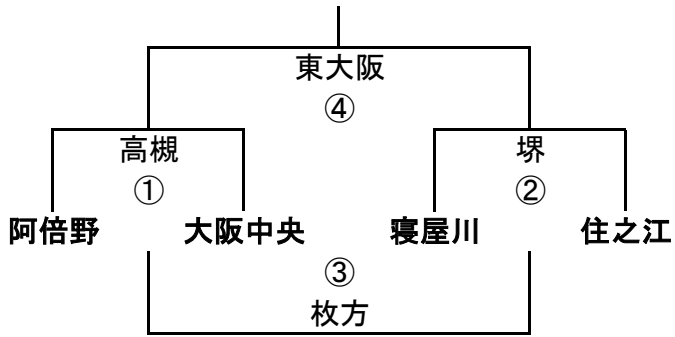 東大阪
④
高槻
①
堺
②
阿倍野 大阪中央 寝屋川 住之江
③
枚方